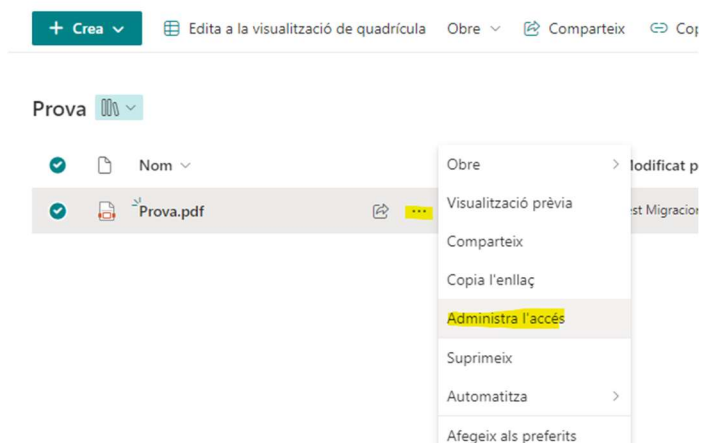 + Crea
Edita a la visualització de quadrícula
Obre
Comparteix
Prova
Nom
Prova.pdf
Obre
Visualització prèvia
Comparteix
Copia l'enllaç
Administra l'accés
Suprimeix
Automatitza
Afegeix als preferits